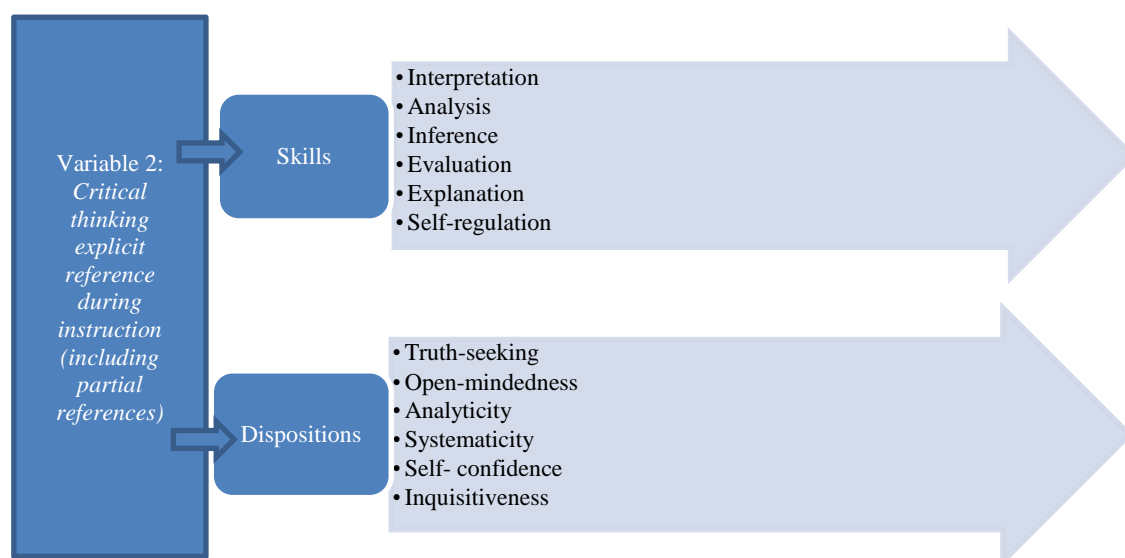 Variable 2:
Critical
thinking
explicit
reference
during
instruction
(including
partial
references)
Skills
• Interpretation
• Analysis
• Inference
• Evaluation
• Explanation
• Self-regulation
Dispositions
• Truth-seeking
• Open-mindedness
• Analyticity
• Systematicity
• Self- confidence
• Inquisitiveness